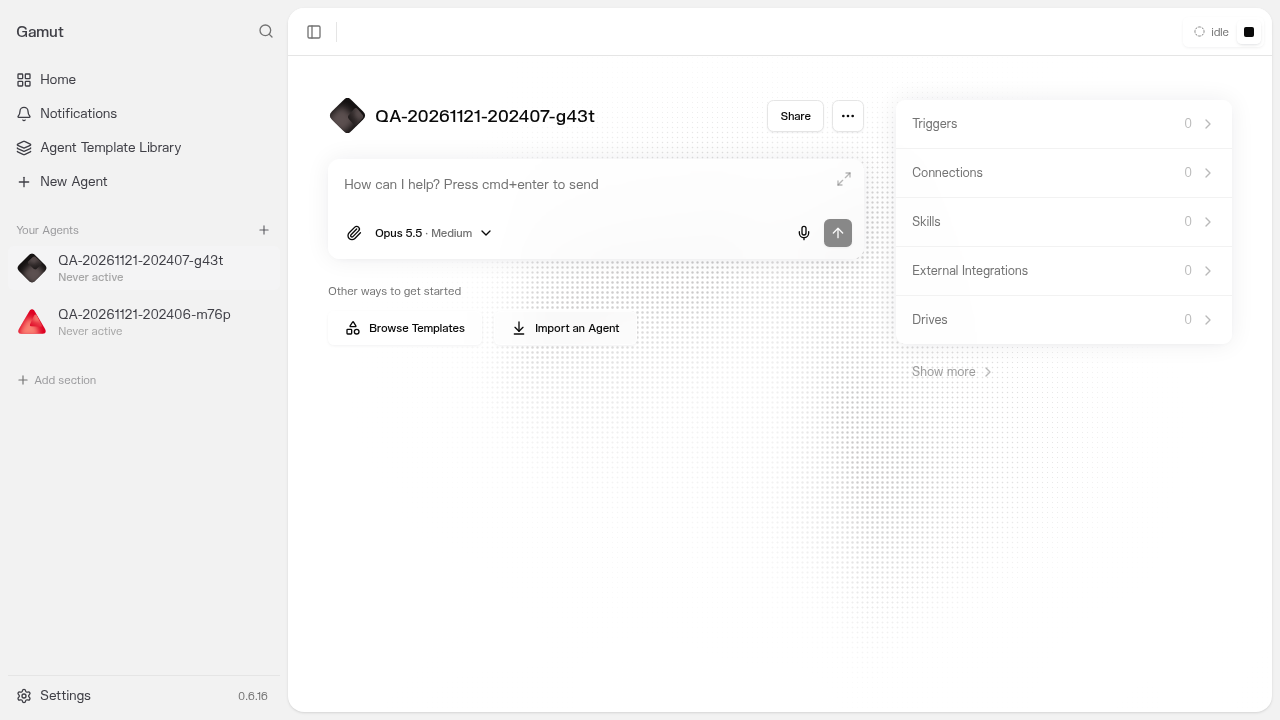 Gamut
Home
Notifications
Agent Template Library
New Agent
Your Agents
QA-20261121-202407-g43t
Never active
QA-20261121-202406-m76p
Never active
Add section
Settings
0.6.16
idle
QA-20261121-202407-g43t
Share
How can I help? Press cmd+enter to send
Opus 5.5 · Medium
Other ways to get started
Browse Templates
Import an Agent
Triggers 0
Connections 0
Skills 0
External Integrations 0
Drives 0
Show more